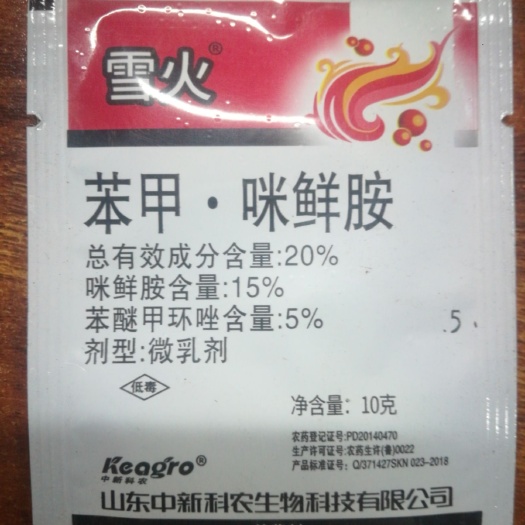 雪火®
苯甲·咪鲜胺
总有效成分含量:20%
咪鲜胺含量:15%
苯醚甲环唑含量:5%
.5、
剂型:微乳剂
低毒
净含量: 10克
农药登记证号:PD20140470
生产许可证号:农药生许(鲁)0022
产品标准证号: Q/371427SKN 023-2018
Keagro®
中新科农
山东中新科农生物科技有限公司